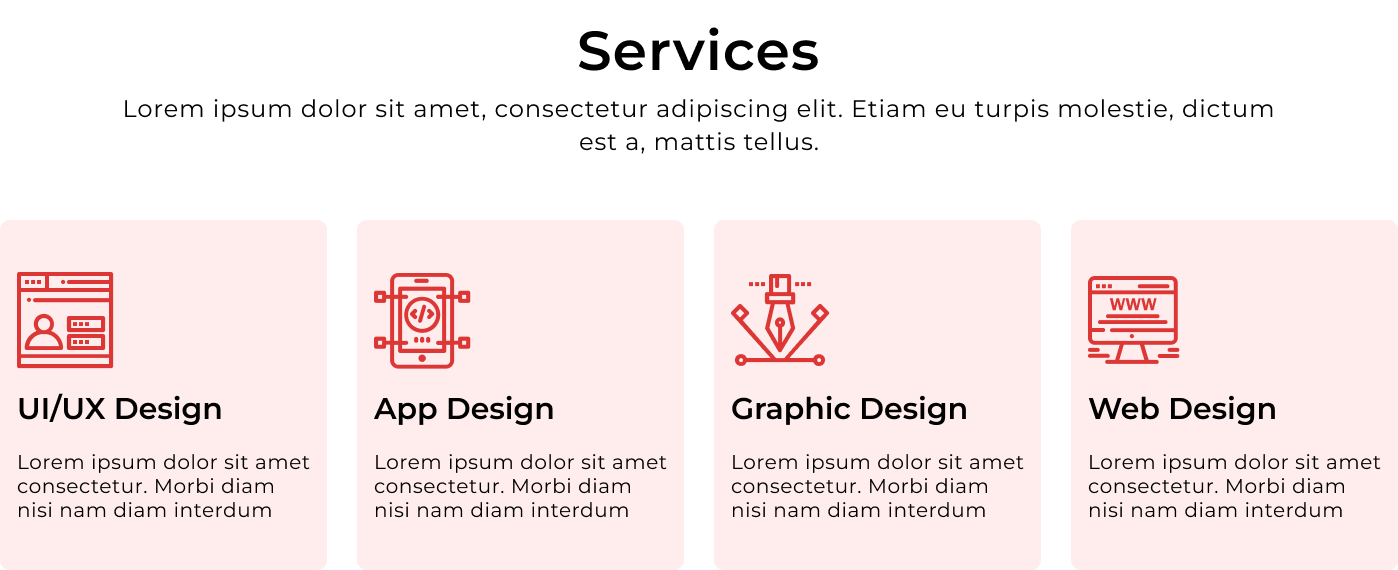 Services
Lorem ipsum dolor sit amet, consectetur adipiscing elit. Etiam eu turpis molestie, dictum
est a, mattis tellus.
UI/UX Design
Lorem ipsum dolor sit amet
consectetur. Morbi diam
nisi nam diam interdum
</>
App Design
Lorem ipsum dolor sit amet
consectetur. Morbi diam
nisi nam diam interdum
Graphic Design
Lorem ipsum dolor sit amet
consectetur. Morbi diam
nisi nam diam interdum
WWW
Web Design
Lorem ipsum dolor sit amet
consectetur. Morbi diam
nisi nam diam interdum